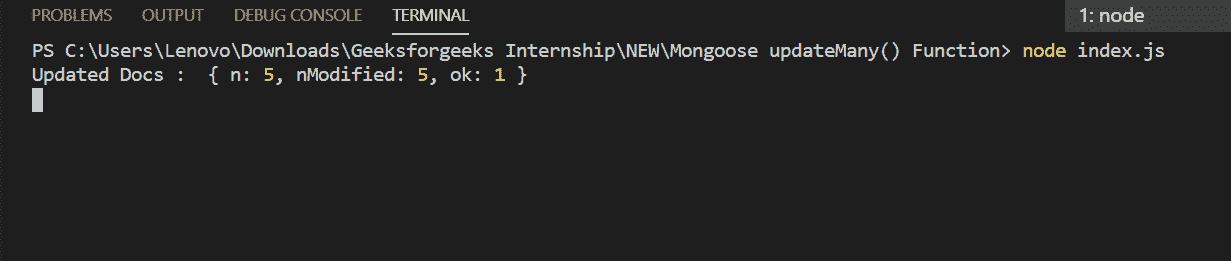 PROBLEMS OUTPUT DEBUG CONSOLE TERMINAL 1: node
PS C:\Users\Lenovo\Downloads\Geeksforgeeks Internship\NEW\Mongoose updateMany() Function> node index.js
Updated Docs :  { n: 5, nModified: 5, ok: 1 }